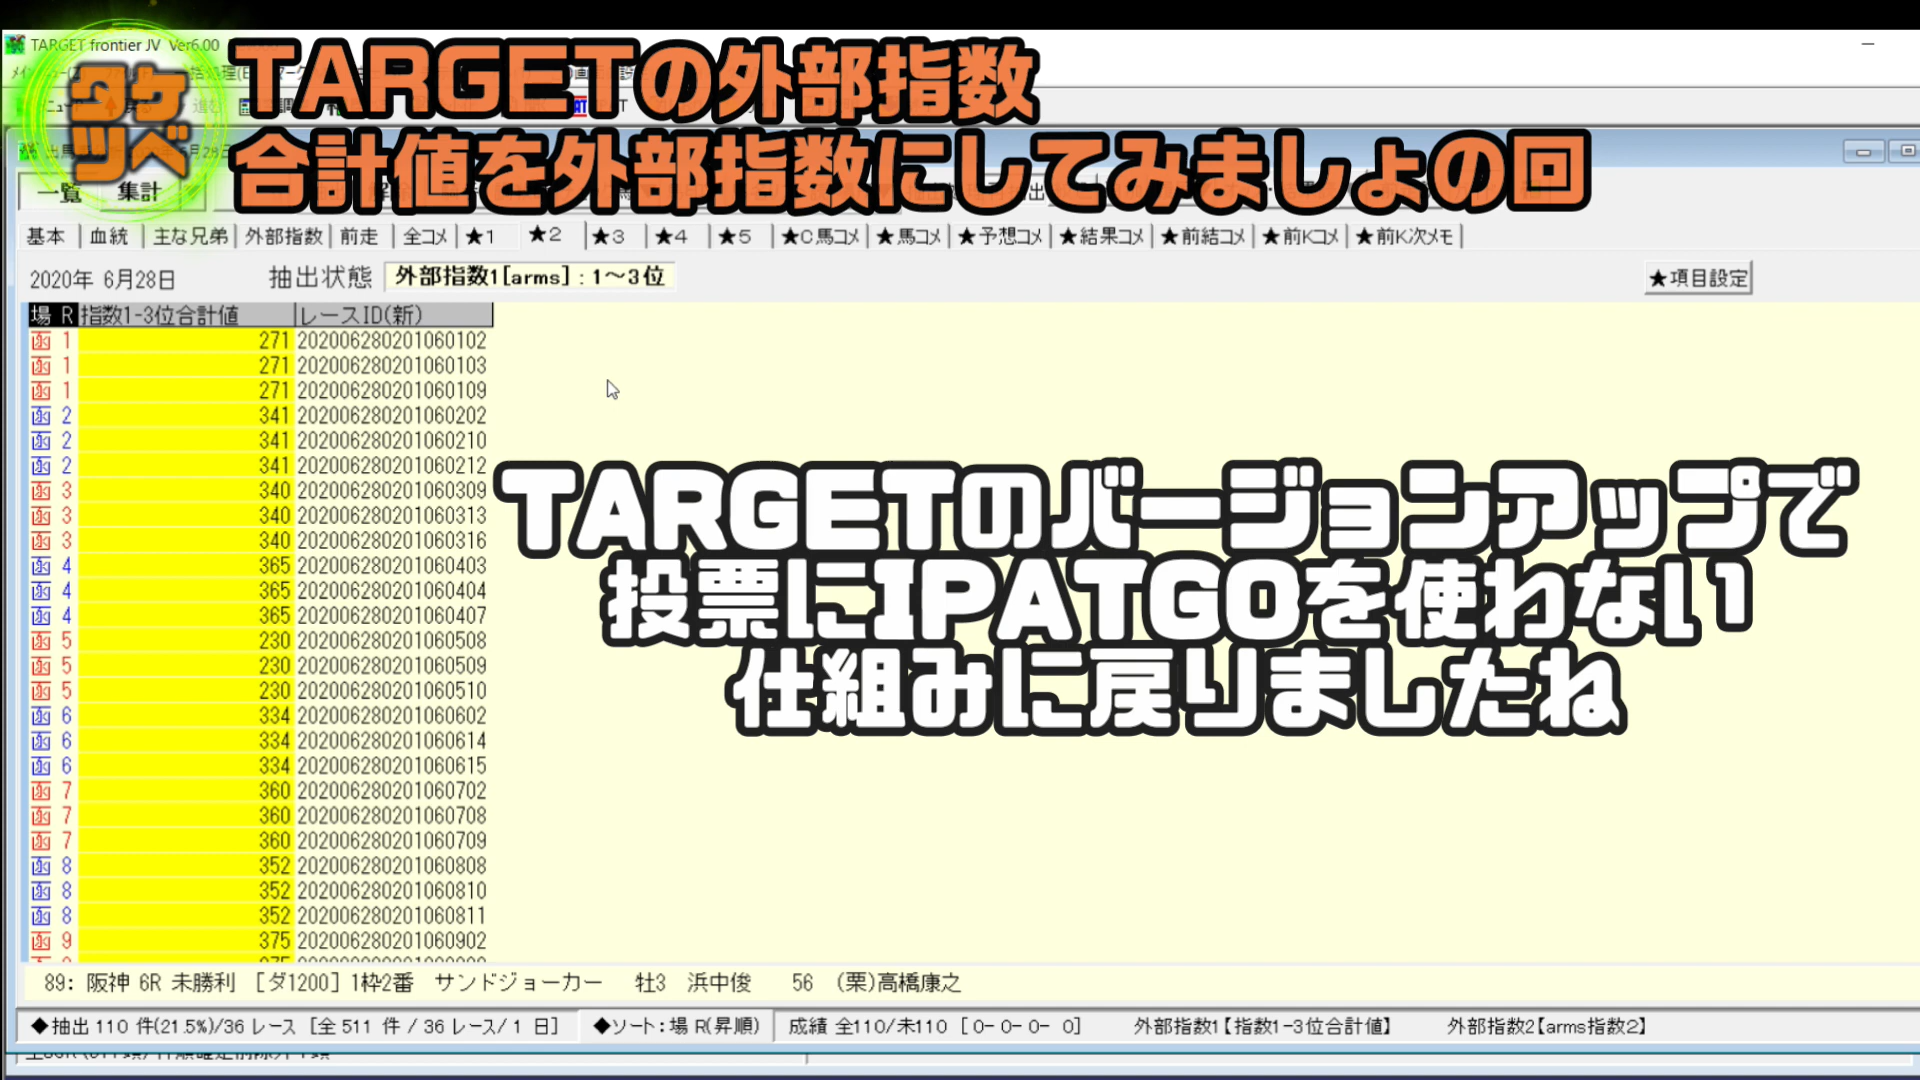 TARGET frontier JV Ver6.00
TARGETの外部指数
合計値を外部指数にしてみましょの回
タケ
ツベ
一覧 集計
基本 血統 主な兄弟 外部指数 前走 全コメ ★1 ★2 ★3 ★4 ★5 ★C馬コメ ★馬コメ ★予想コメ ★結果コメ ★前結コメ ★前Kコメ ★前K次メモ
2020年 6月28日 抽出状態 外部指数1[arms]:1～3位 ★項目設定
場 R 指数1-3位合計値 レースID(新)
函 1 271 202006280201060102
函 1 271 202006280201060103
函 1 271 202006280201060109
函 2 341 202006280201060202
函 2 341 202006280201060210
函 2 341 202006280201060212
函 3 340 202006280201060309
函 3 340 202006280201060313
函 3 340 202006280201060316
函 4 365 202006280201060403
函 4 365 202006280201060404
函 4 365 202006280201060407
函 5 230 202006280201060508
函 5 230 202006280201060509
函 5 230 202006280201060510
函 6 334 202006280201060602
函 6 334 202006280201060614
函 6 334 202006280201060615
函 7 360 202006280201060702
函 7 360 202006280201060708
函 7 360 202006280201060709
函 8 352 202006280201060808
函 8 352 202006280201060810
函 8 352 202006280201060811
函 9 375 202006280201060902
TARGETのバージョンアップで
投票にIPATGOを使わない
仕組みに戻りましたね
89: 阪神 6R 未勝利 [ダ1200] 1枠2番 サンドジョーカー 牡3 浜中俊 56 (栗)高橋康之
◆抽出 110 件(21.5%)/36 レース [全 511 件 / 36 レース/ 1 日] ◆ソート:場 R(昇順) 成績 全110/未110 [ 0- 0- 0- 0] 外部指数1【指数1-3位合計値】 外部指数2【arms指数2】